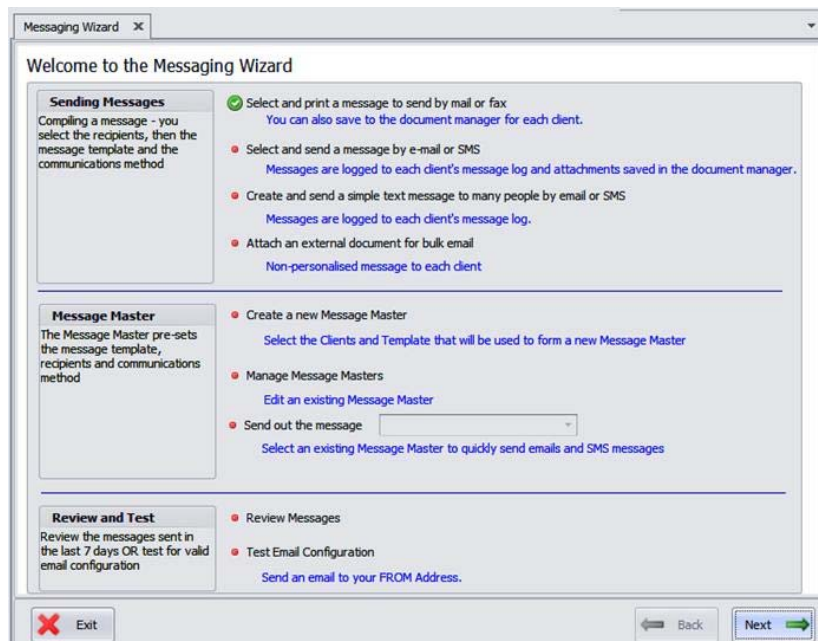 Messaging Wizard
Welcome to the Messaging Wizard
Sending Messages
Compiling a message - you
select the recipients, then the
message template and the
communications method
Select and print a message to send by mail or fax
You can also save to the document manager for each client.
Select and send a message by e-mail or SMS
Messages are logged to each client's message log and attachments saved in the document manager.
Create and send a simple text message to many people by email or SMS
Messages are logged to each client's message log.
Attach an external document for bulk email
Non-personalised message to each client
Message Master
The Message Master pre-sets
the message template,
recipients and communications
method
Create a new Message Master
Select the Clients and Template that will be used to form a new Message Master
Manage Message Masters
Edit an existing Message Master
Send out the message
Select an existing Message Master to quickly send emails and SMS messages
Review and Test
Review the messages sent in
the last 7 days OR test for valid
email configuration
Review Messages
Test Email Configuration
Send an email to your FROM Address.
Exit
Back
Next